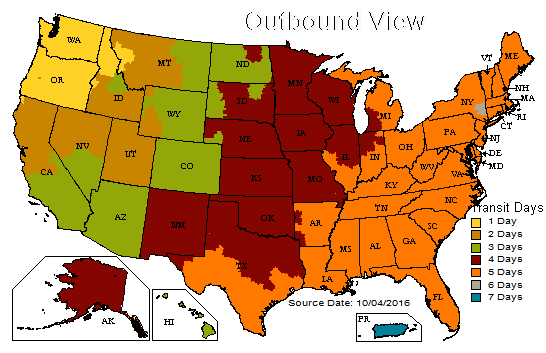 Outbound View
WA
OR
MT
ID
ND
MN
SD
WY
WI
MI
VT
ME
NH
MA
NY
RI
CT
PA
NJ
DE
MD
NE
IA
IL
IN
OH
WV
VA
CA
NV
UT
CO
KS
MO
KY
NC
TN
AZ
NM
OK
AR
SC
MS
AL
GA
TX
LA
FL
AK
HI
PR
Transit Days
1 Day
2 Days
3 Days
4 Days
5 Days
6 Days
7 Days
Source Date: 10/04/2016